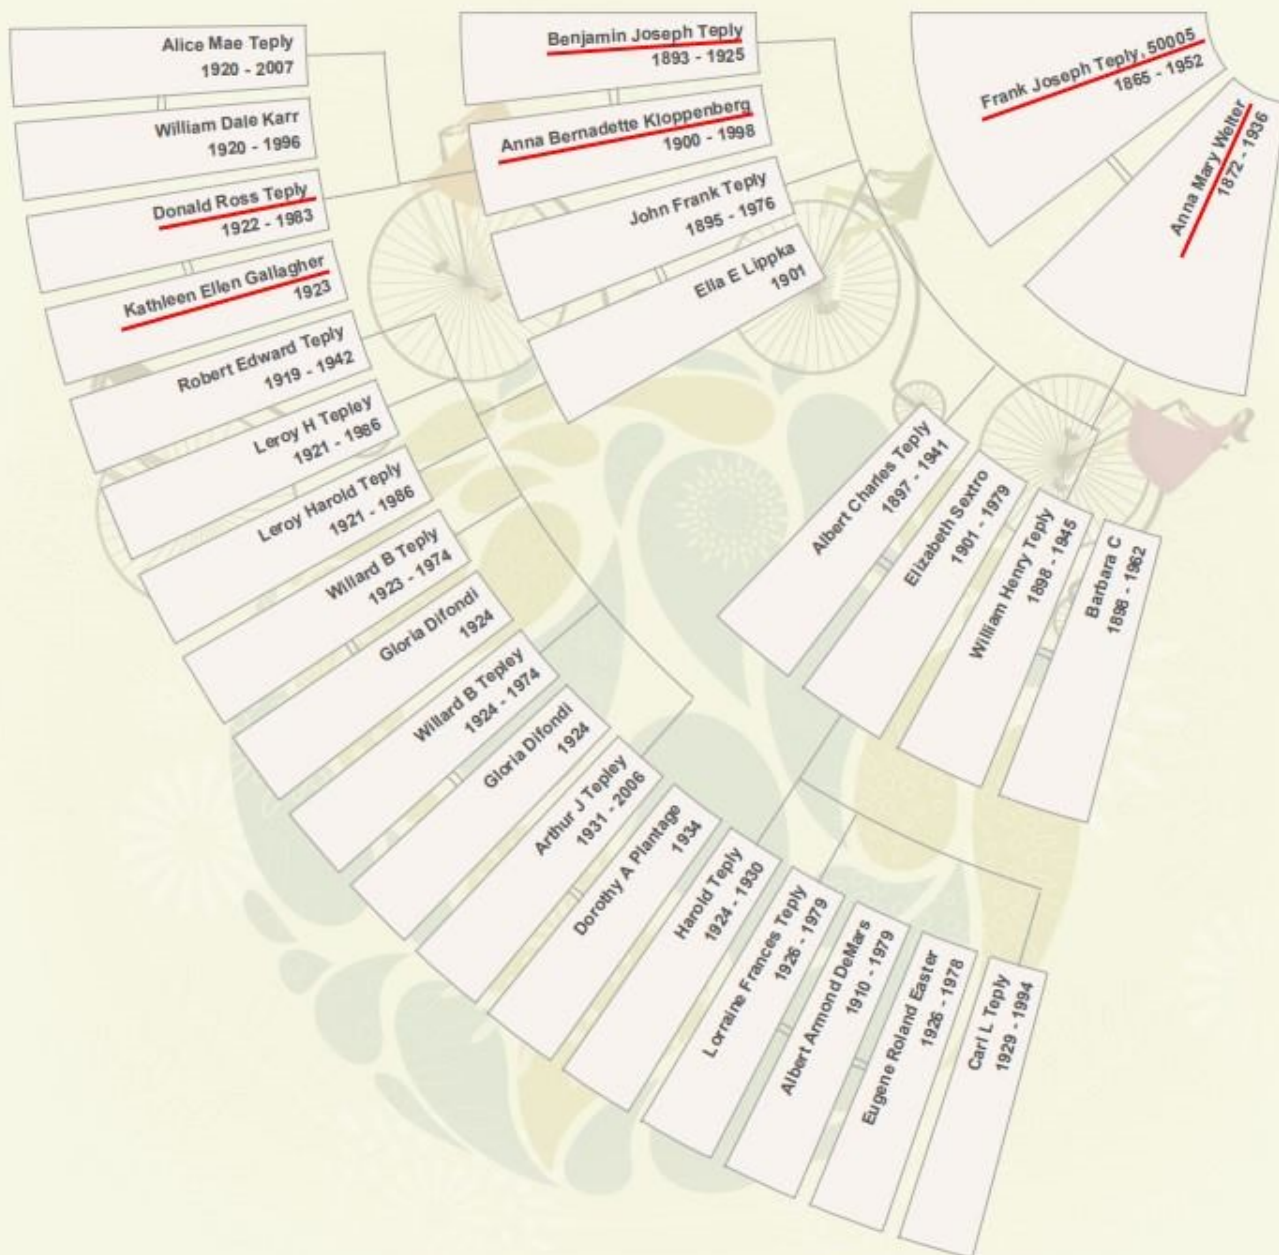 Alice Mae Teply
1920 - 2007
William Dale Karr
1920 - 1996
Donald Ross Teply
1922 - 1983
Kathleen Ellen Gallagher
1923
Robert Edward Teply
1919 - 1942
Leroy H Tepley
1921 - 1986
Leroy Harold Teply
1921 - 1986
Willard B Teply
1923 - 1974
Gloria Difondi
1924
Willard B Tepley
1924 - 1974
Gloria Difondi
1924
Arthur J Tepley
1931 - 2006
Dorothy A Plantage
1934
Harold Teply
1924 - 1930
Lorraine Frances Teply
1926 - 1979
Albert Armond DeMars
1910 - 1979
Eugene Roland Easter
1926 - 1978
Carl L Teply
1929 - 1994
Benjamin Joseph Teply
1893 - 1925
Anna Bernadette Kloppenberg
1900 - 1998
John Frank Teply
1895 - 1976
Ella E Lippka
1901
Albert Charles Teply
1897 - 1941
Elizabeth Sextro
1901 - 1979
William Henry Teply
1898 - 1945
Barbara C
1898 - 1962
Frank Joseph Teply, 50005
1865 - 1952
Anna Mary Welter
1872 - 1936